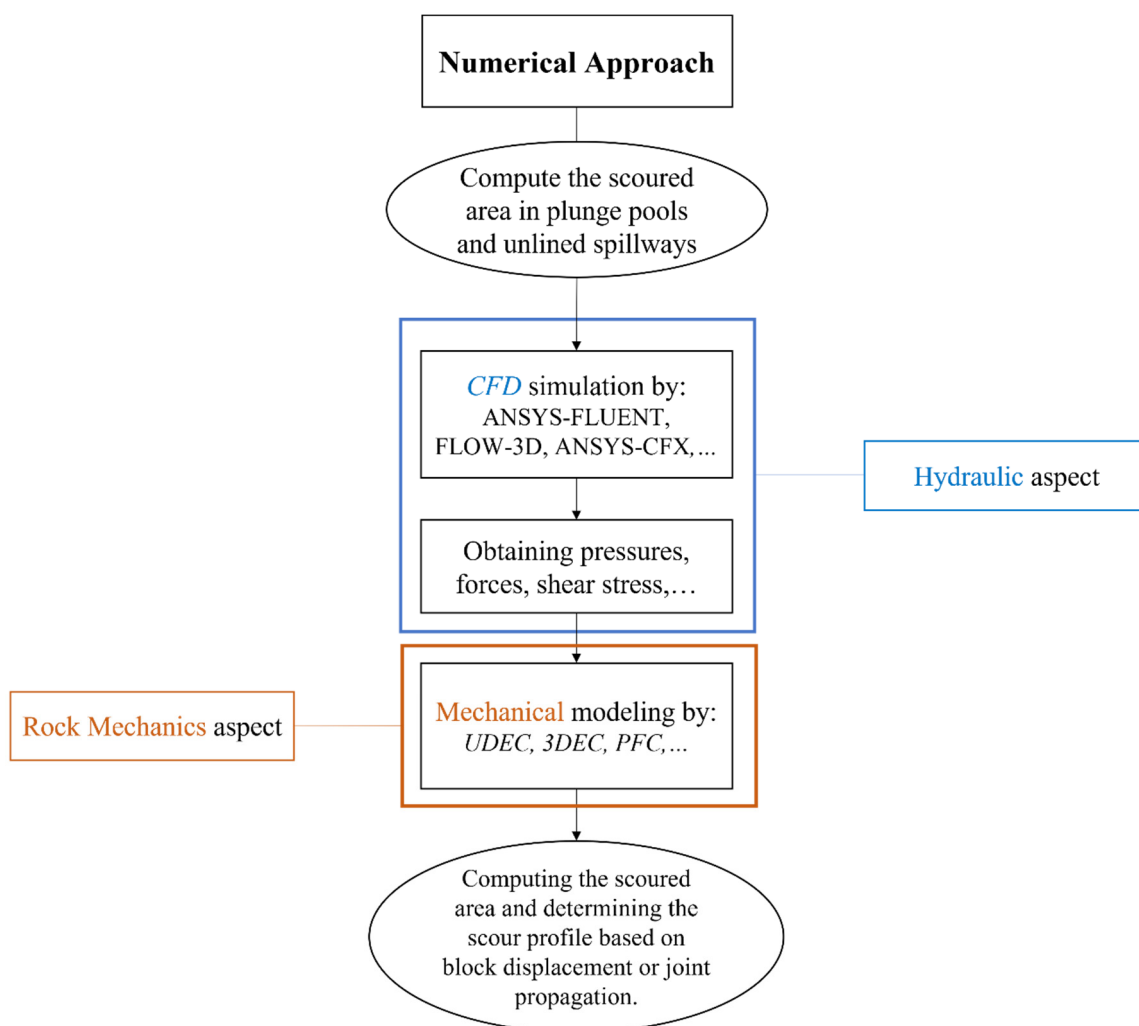 Numerical Approach
Compute the scoured
area in plunge pools
and unlined spillways
CFD simulation by:
ANSYS-FLUENT,
FLOW-3D, ANSYS-CFX,...
Hydraulic aspect
Obtaining pressures,
forces, shear stress,...
Rock Mechanics aspect
Mechanical modeling by:
UDEC, 3DEC, PFC,...
Computing the scoured
area and determining the
scour profile based on
block displacement or joint
propagation.